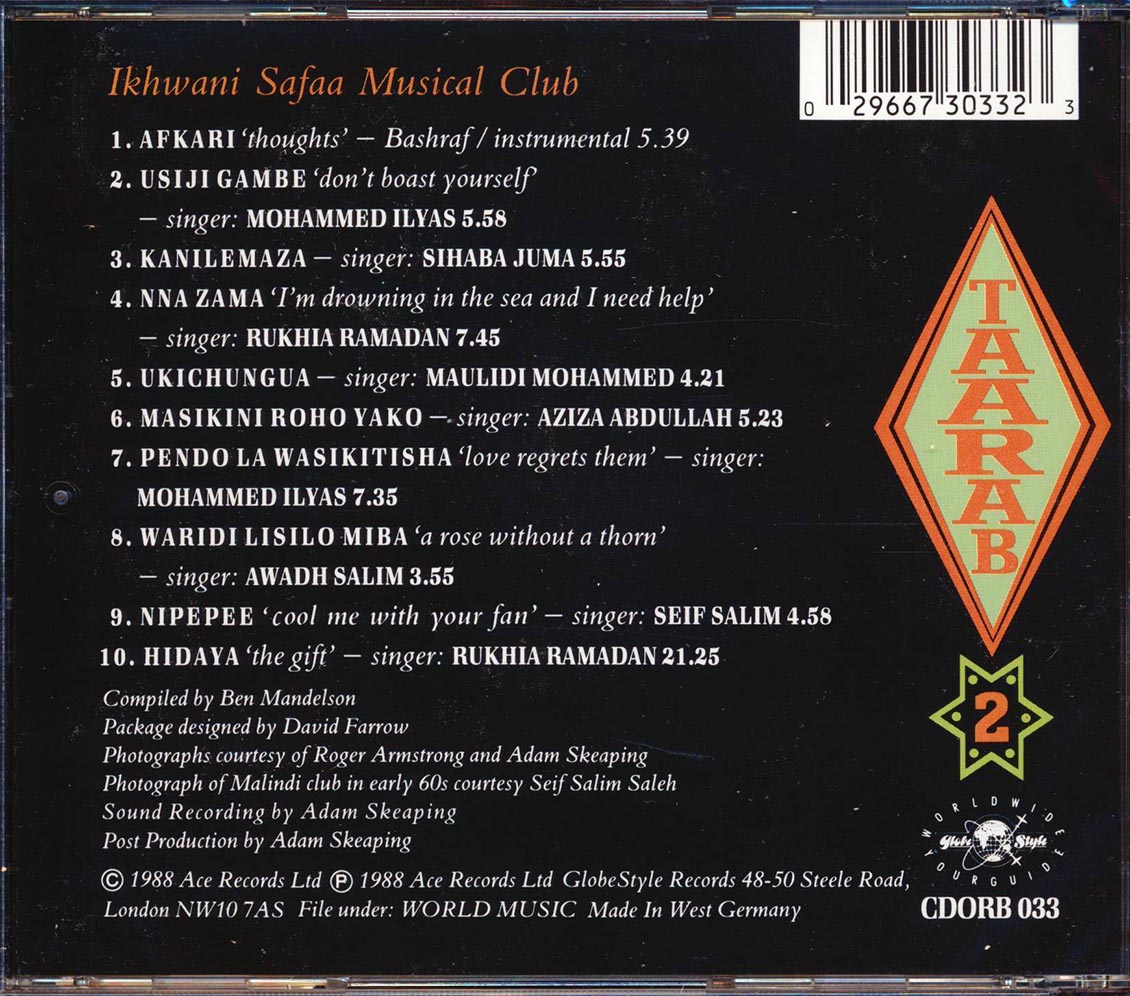 Ikhwani Safaa Musical Club
0 29667 30332 3
1. AFKARI 'thoughts' – Bashraf / instrumental 5.39
2. USIJI GAMBE 'don't boast yourself'
– singer: MOHAMMED ILYAS 5.58
3. KANILEMAZA – singer: SIHABA JUMA 5.55
4. NNA ZAMA 'I'm drowning in the sea and I need help'
– singer: RUKHIA RAMADAN 7.45
5. UKICHUNGUA – singer: MAULIDI MOHAMMED 4.21
6. MASIKINI ROHO YAKO – singer: AZIZA ABDULLAH 5.23
7. PENDO LA WASIKITISHA 'love regrets them' – singer:
MOHAMMED ILYAS 7.35
8. WARIDI LISILO MIBA 'a rose without a thorn'
– singer: AWADH SALIM 3.55
9. NIPEPEE 'cool me with your fan' – singer: SEIF SALIM 4.58
10. HIDAYA 'the gift' – singer: RUKHIA RAMADAN 21.25
TAARAB
2
Compiled by Ben Mandelson
Package designed by David Farrow
Photographs courtesy of Roger Armstrong and Adam Skeaping
Photograph of Malindi club in early 60s courtesy Seif Salim Saleh
Sound Recording by Adam Skeaping
Post Production by Adam Skeaping
© 1988 Ace Records Ltd ℗ 1988 Ace Records Ltd GlobeStyle Records 48-50 Steele Road,
London NW10 7AS File under: WORLD MUSIC Made In West Germany
WORLDWIDE
Globe Style
YOUR GUIDE
CDORB 033